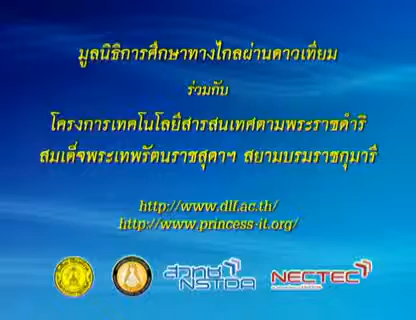 มูลนิธิการศึกษาทางไกลผ่านดาวเทียม
ร่วมกับ
โครงการเทคโนโลยีสารสนเทศตามพระราชดำริ
สมเด็จพระเทพรัตนราชสุดาฯ สยามบรมราชกุมารี
http://www.dlf.ac.th/
http://www.princess-it.org/
สวทช
NSTDA
NECTEC